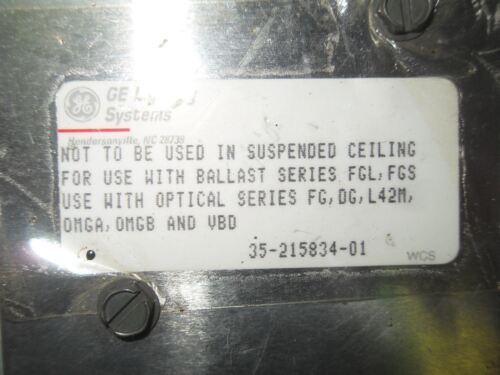 GE
Systems
Hendersonville, NC 28739
NOT TO BE USED IN SUSPENDED CEILING
FOR USE WITH BALLAST SERIES FGL, FGS
USE WITH OPTICAL SERIES FG, DG, L42M,
OMGA, OMGB AND VBD
35-215834-01
WCS